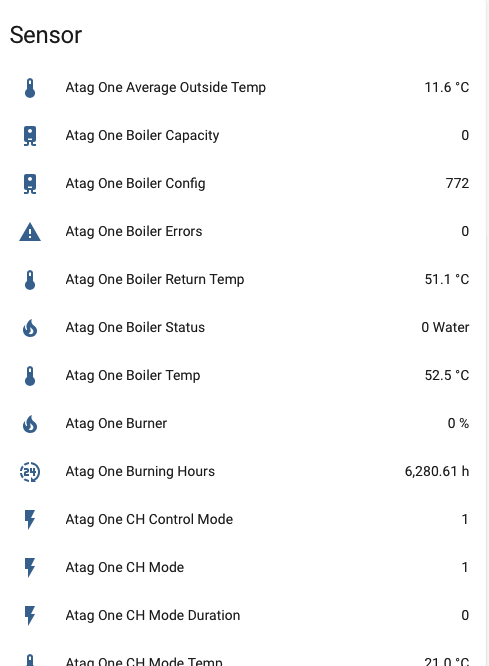 Sensor
Atag One Average Outside Temp 11.6 °C
Atag One Boiler Capacity 0
Atag One Boiler Config 772
Atag One Boiler Errors 0
Atag One Boiler Return Temp 51.1 °C
Atag One Boiler Status 0 Water
Atag One Boiler Temp 52.5 °C
Atag One Burner 0 %
24 Atag One Burning Hours 6,280.61 h
Atag One CH Control Mode 1
Atag One CH Mode 1
Atag One CH Mode Duration 0
Atag One CH Mode Temp 21.0 °C